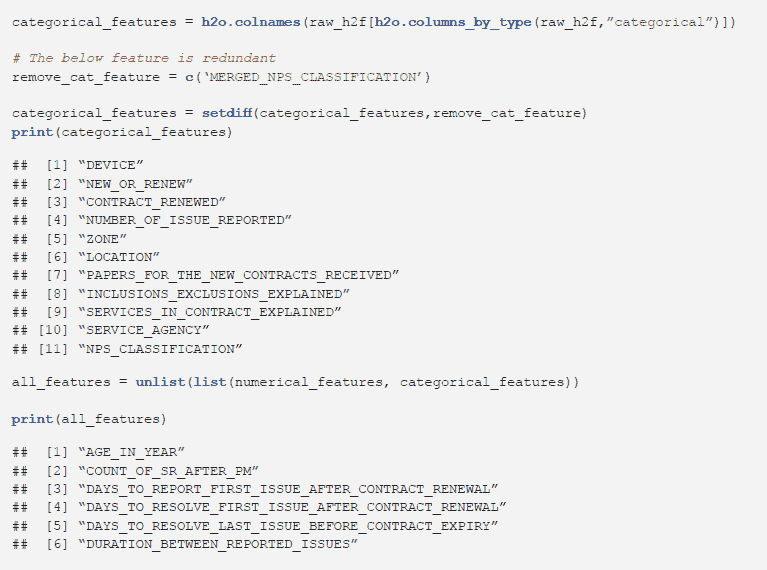 categorical_features = h2o.colnames(raw_h2f[h2o.columns_by_type(raw_h2f,”categorical”)])
# The below feature is redundant
remove_cat_feature = c(‘MERGED_NPS_CLASSIFICATION’)
categorical_features = setdiff(categorical_features,remove_cat_feature)
print(categorical_features)
## [1] “DEVICE”
## [2] “NEW_OR_RENEW”
## [3] “CONTRACT_RENEWED”
## [4] “NUMBER_OF_ISSUE_REPORTED”
## [5] “ZONE”
## [6] “LOCATION”
## [7] “PAPERS_FOR_THE_NEW_CONTRACTS_RECEIVED”
## [8] “INCLUSIONS_EXCLUSIONS_EXPLAINED”
## [9] “SERVICES_IN_CONTRACT_EXPLAINED”
## [10] “SERVICE_AGENCY”
## [11] “NPS_CLASSIFICATION”
all_features = unlist(list(numerical_features, categorical_features))
print(all_features)
## [1] “AGE_IN_YEAR”
## [2] “COUNT_OF_SR_AFTER_PM”
## [3] “DAYS_TO_REPORT_FIRST_ISSUE_AFTER_CONTRACT_RENEWAL”
## [4] “DAYS_TO_RESOLVE_FIRST_ISSUE_AFTER_CONTRACT_RENEWAL”
## [5] “DAYS_TO_RESOLVE_LAST_ISSUE_BEFORE_CONTRACT_EXPIRY”
## [6] “DURATION_BETWEEN_REPORTED_ISSUES”